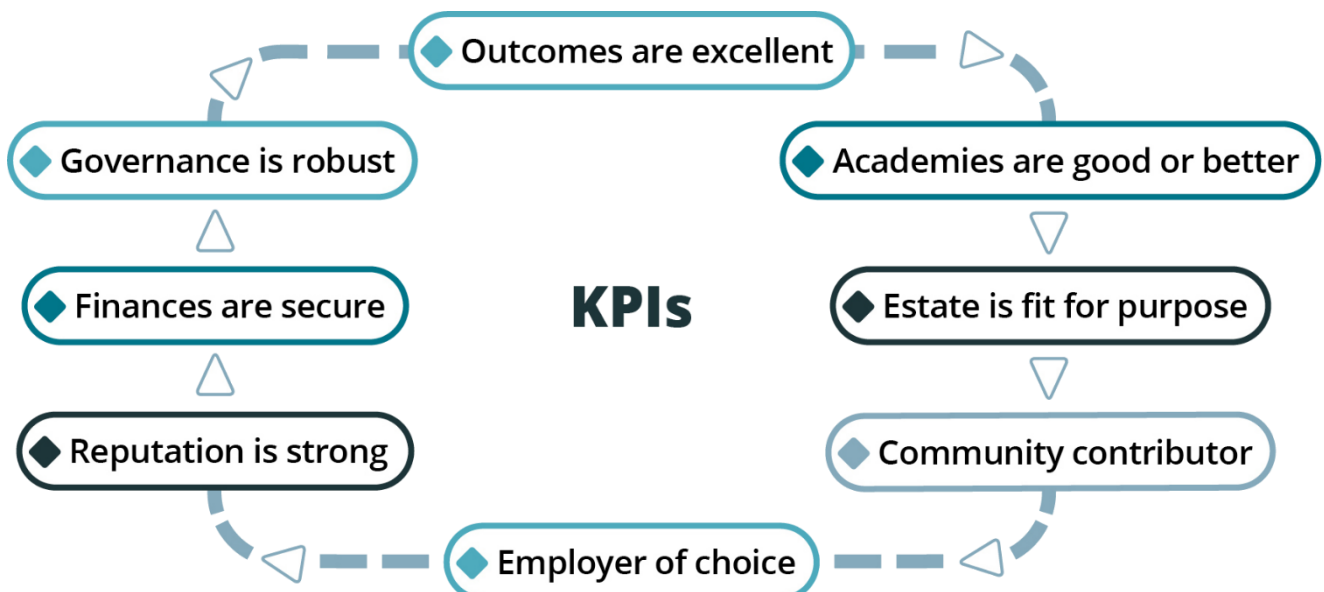 Outcomes are excellent
Governance is robust
Academies are good or better
Finances are secure
KPIs
Estate is fit for purpose
Reputation is strong
Community contributor
Employer of choice